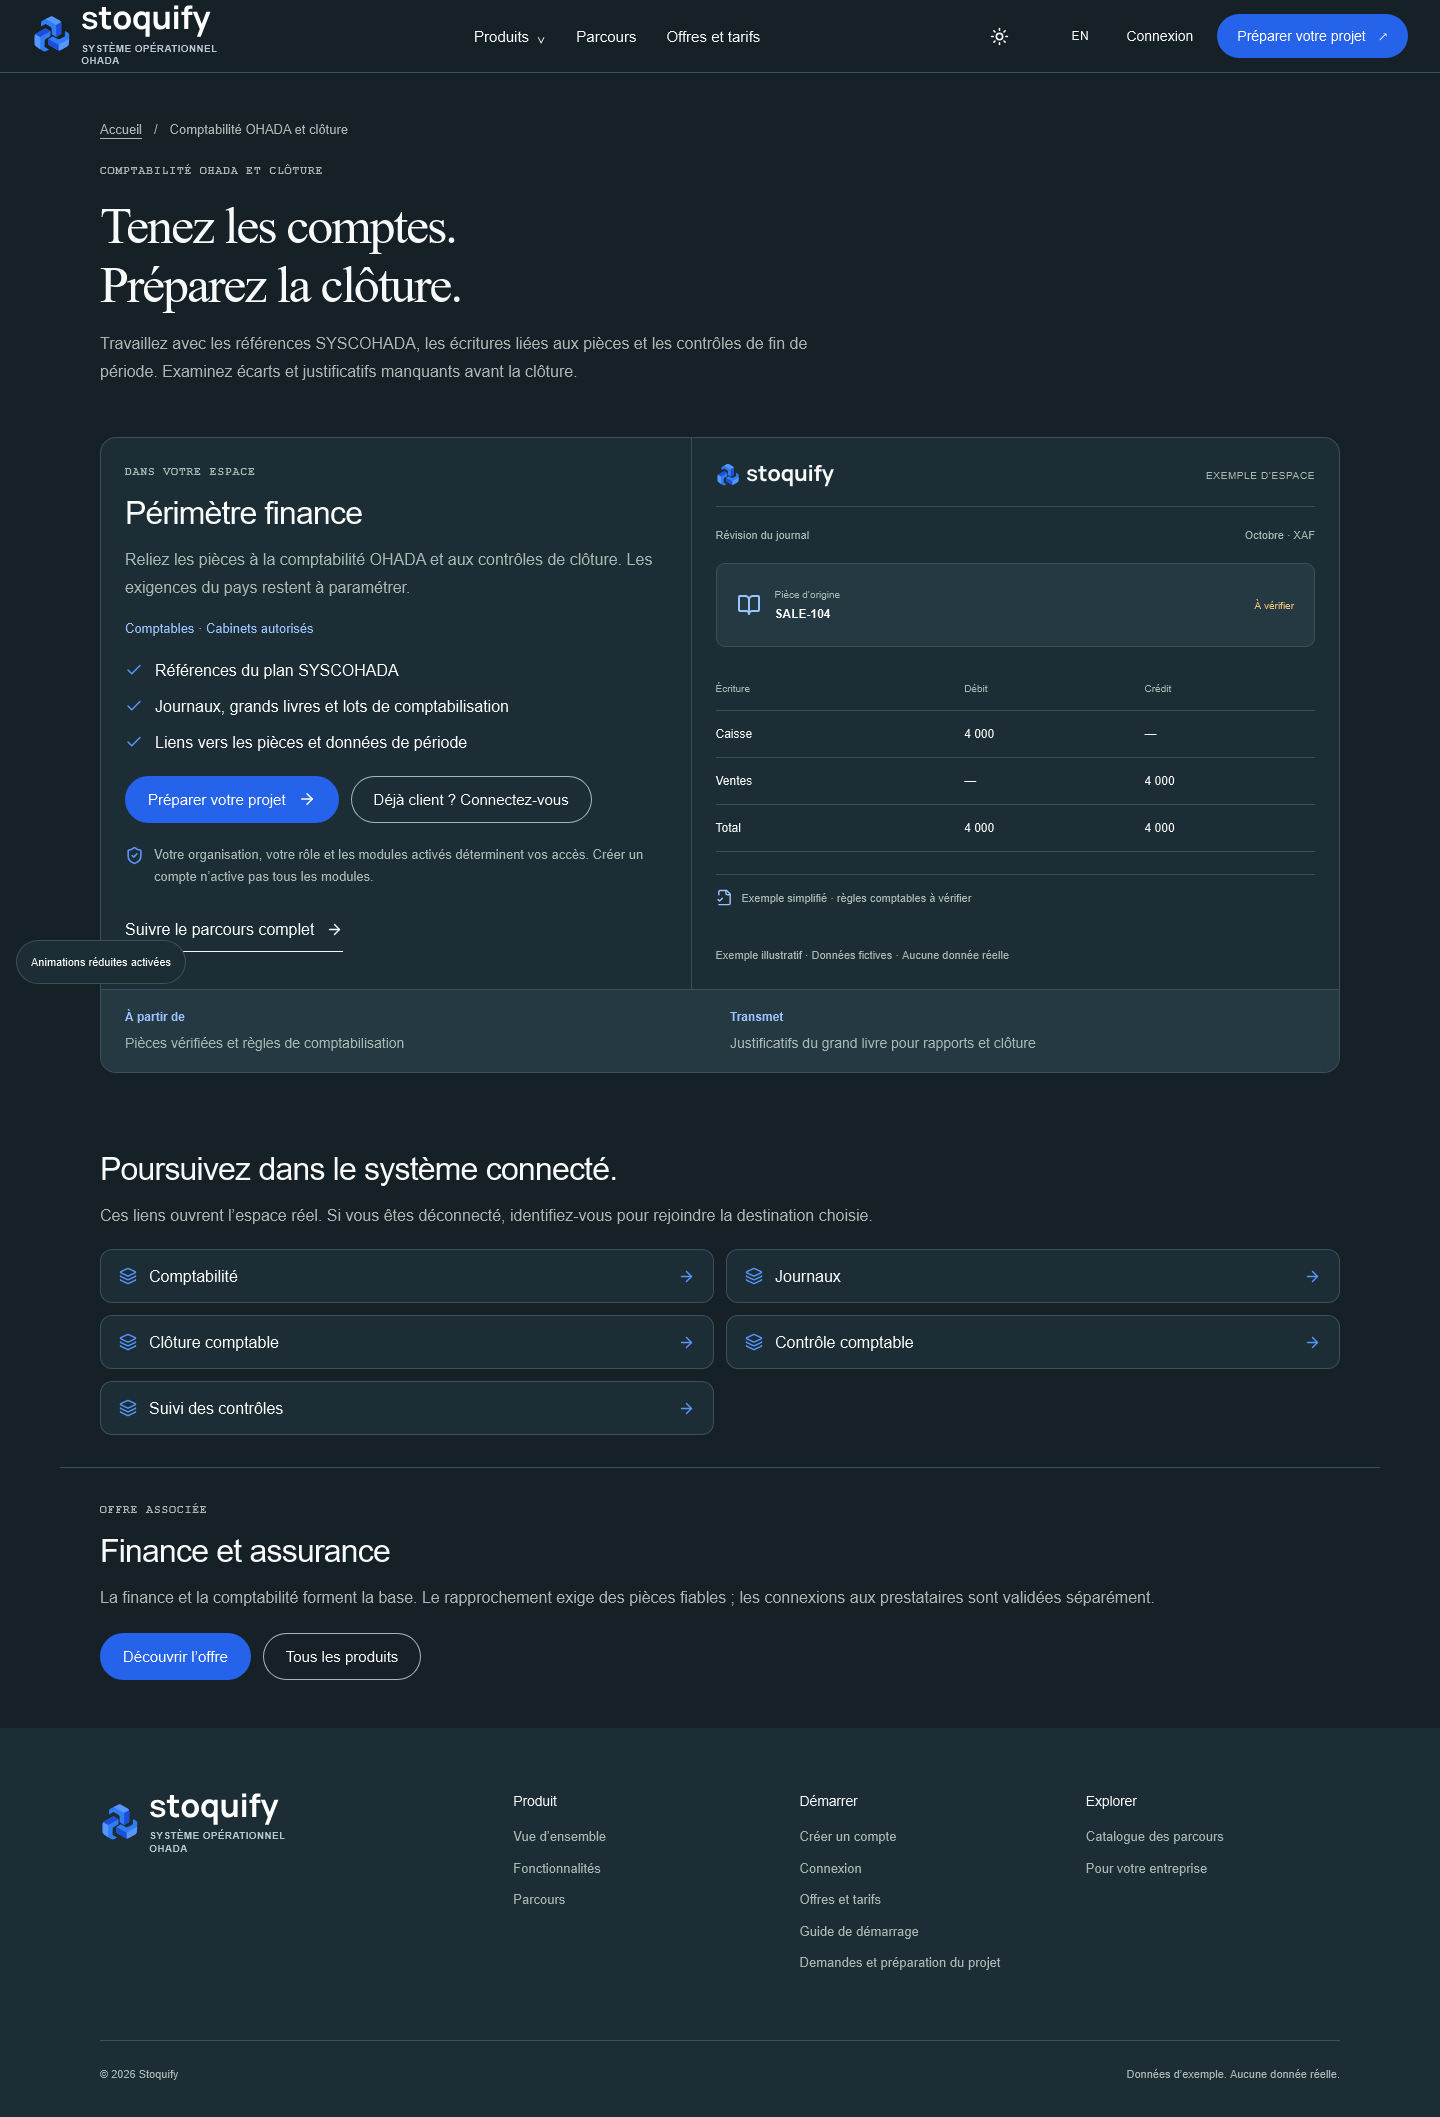 stoquify
SYSTÈME OPÉRATIONNEL
OHADA
Produits
Parcours
Offres et tarifs
EN
Connexion
Préparer votre projet ↗
Accueil / Comptabilité OHADA et clôture
COMPTABILITÉ OHADA ET CLÔTURE
Tenez les comptes.
Préparez la clôture.
Travaillez avec les références SYSCOHADA, les écritures liées aux pièces et les contrôles de fin de
période. Examinez écarts et justificatifs manquants avant la clôture.
DANS VOTRE ESPACE
Périmètre finance
Reliez les pièces à la comptabilité OHADA et aux contrôles de clôture. Les
exigences du pays restent à paramétrer.
Comptables · Cabinets autorisés
Références du plan SYSCOHADA
Journaux, grands livres et lots de comptabilisation
Liens vers les pièces et données de période
Préparer votre projet
Déjà client ? Connectez-vous
Votre organisation, votre rôle et les modules activés déterminent vos accès. Créer un
compte n’active pas tous les modules.
Suivre le parcours complet
Animations réduites activées
stoquify
EXEMPLE D’ESPACE
Révision du journal
Octobre · XAF
Pièce d’origine
SALE-104
À vérifier
Écriture Débit Crédit
Caisse 4 000 —
Ventes — 4 000
Total 4 000 4 000
Exemple simplifié · règles comptables à vérifier
Exemple illustratif · Données fictives · Aucune donnée réelle
À partir de
Pièces vérifiées et règles de comptabilisation
Transmet
Justificatifs du grand livre pour rapports et clôture
Poursuivez dans le système connecté.
Ces liens ouvrent l’espace réel. Si vous êtes déconnecté, identifiez-vous pour rejoindre la destination choisie.
Comptabilité
Journaux
Clôture comptable
Contrôle comptable
Suivi des contrôles
OFFRE ASSOCIÉE
Finance et assurance
La finance et la comptabilité forment la base. Le rapprochement exige des pièces fiables ; les connexions aux prestataires sont validées séparément.
Découvrir l’offre
Tous les produits
stoquify
SYSTÈME OPÉRATIONNEL
OHADA
Produit
Vue d’ensemble
Fonctionnalités
Parcours
Démarrer
Créer un compte
Connexion
Offres et tarifs
Guide de démarrage
Demandes et préparation du projet
Explorer
Catalogue des parcours
Pour votre entreprise
© 2026 Stoquify
Données d’exemple. Aucune donnée réelle.